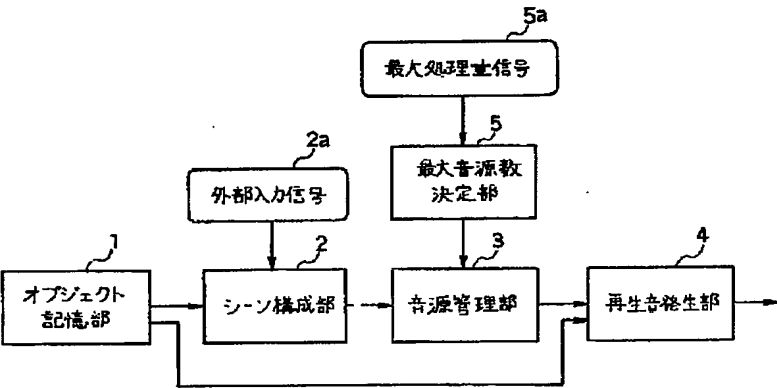 5a
最大処理量信号
5
2a
最大音源数
決定部
外部入力信号
1
2
3
4
オブジェクト
記憶部
シーン構成部
音源管理部
再生音発生部